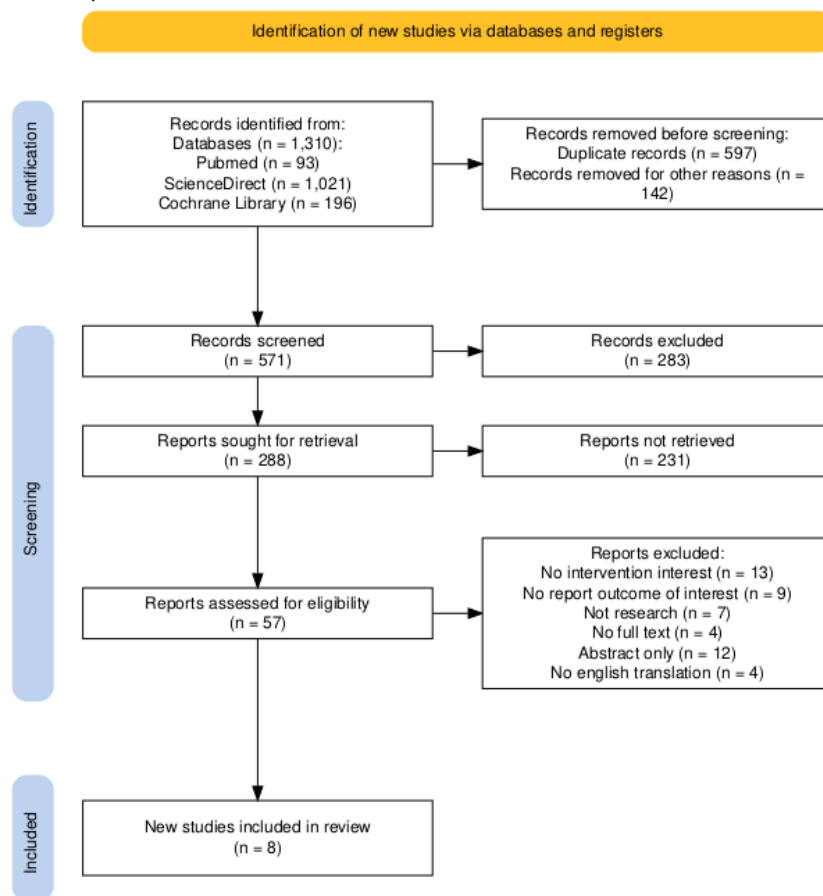 Identification of new studies via databases and registers
Identification
Records identified from:
Databases (n = 1,310):
Pubmed (n = 93)
ScienceDirect (n = 1,021)
Cochrane Library (n = 196)
Records removed before screening:
Duplicate records (n = 597)
Records removed for other reasons (n =
142)
Screening
Records screened
(n = 571)
Records excluded
(n = 283)
Reports sought for retrieval
(n = 288)
Reports not retrieved
(n = 231)
Reports assessed for eligibility
(n = 57)
Reports excluded:
No intervention interest (n = 13)
No report outcome of interest (n = 9)
Not research (n = 7)
No full text (n = 4)
Abstract only (n = 12)
No english translation (n = 4)
Included
New studies included in review
(n = 8)